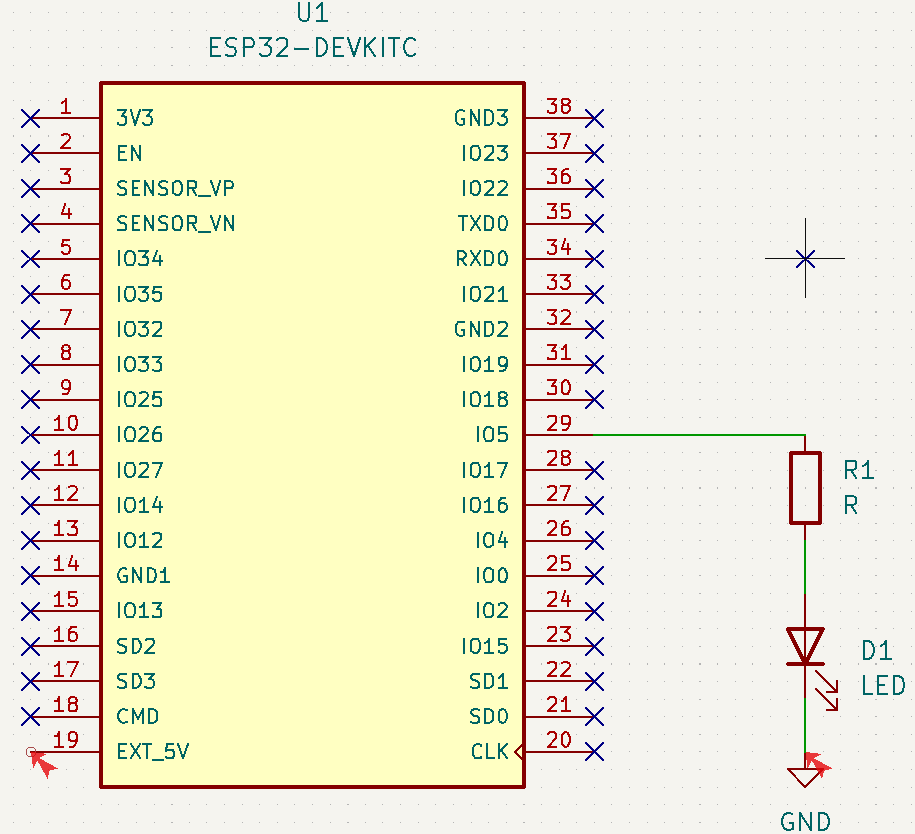 U1
ESP32-DEVKITC
1 3V3 GND3 38
2 EN IO23 37
3 SENSOR_VP IO22 36
4 SENSOR_VN TXD0 35
5 IO34 RXD0 34
6 IO35 IO21 33
7 IO32 GND2 32
8 IO33 IO19 31
9 IO25 IO18 30
10 IO26 IO5 29
11 IO27 IO17 28
12 IO14 IO16 27
13 IO12 IO4 26
14 GND1 IO0 25
15 IO13 IO2 24
16 SD2 IO15 23
17 SD3 SD1 22
18 CMD SD0 21
19 EXT_5V CLK 20
R1
R
D1
LED
GND